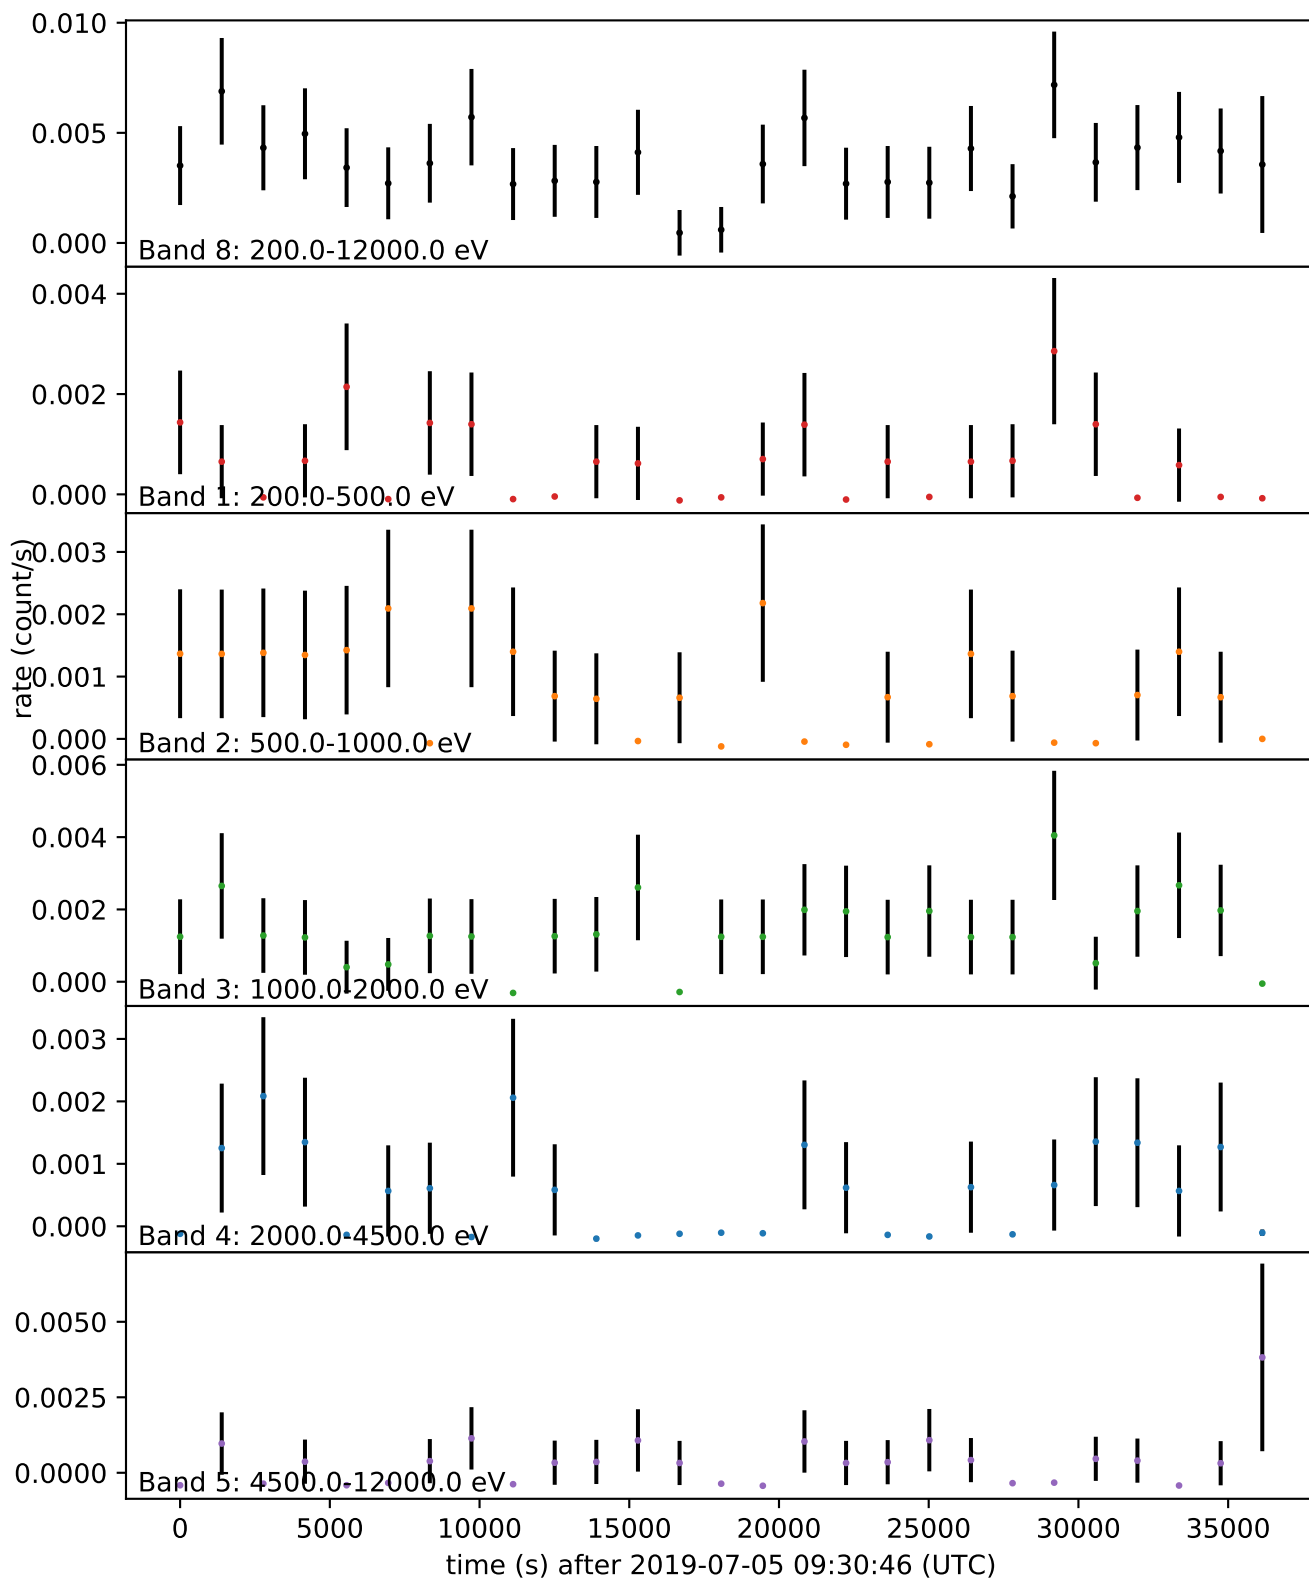 0.010
0.005
0.000
Band 8: 200.0-12000.0 eV
0.004
0.002
0.000
Band 1: 200.0-500.0 eV
rate (count/s)
0.003
0.002
0.001
0.000
Band 2: 500.0-1000.0 eV
0.006
0.004
0.002
0.000
Band 3: 1000.0-2000.0 eV
0.003
0.002
0.001
0.000
Band 4: 2000.0-4500.0 eV
0.0050
0.0025
0.0000
Band 5: 4500.0-12000.0 eV
0 5000 10000 15000 20000 25000 30000 35000
time (s) after 2019-07-05 09:30:46 (UTC)